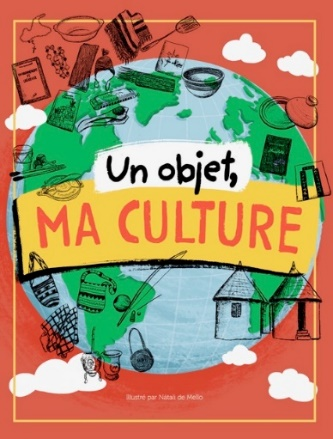 Un objet,
MA CULTURE
Illustré par Natali de Mello